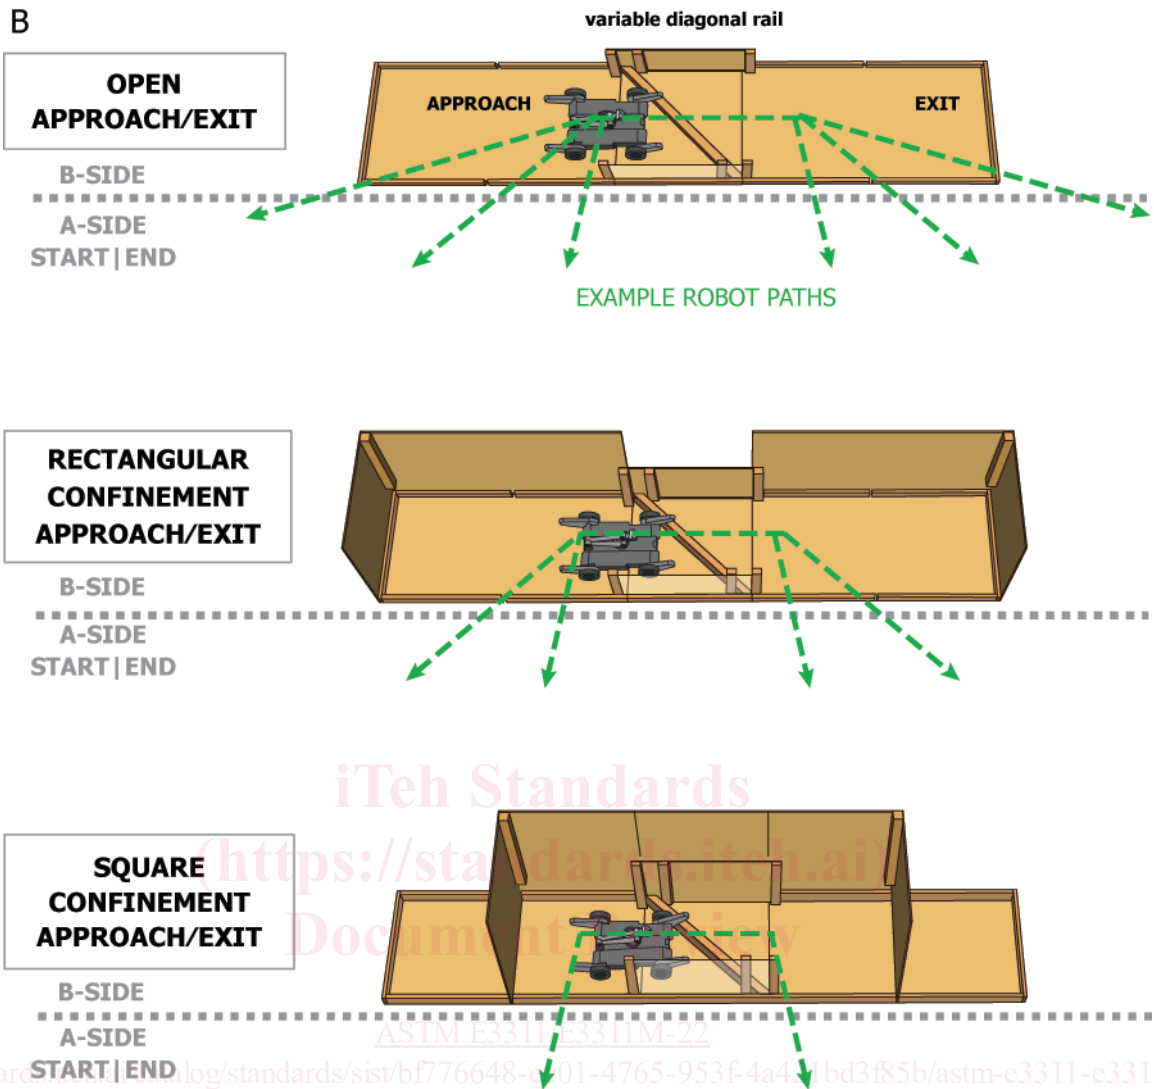 B
variable diagonal rail
OPEN
APPROACH/EXIT
APPROACH
EXIT
B-SIDE
A-SIDE
START|END
EXAMPLE ROBOT PATHS
RECTANGULAR
CONFINEMENT
APPROACH/EXIT
B-SIDE
A-SIDE
START|END
iTeh Standards
(https://standards.iteh.ai)
Document Preview
SQUARE
CONFINEMENT
APPROACH/EXIT
B-SIDE
A-SIDE
START|END
ASTM E3311/E3311M-22